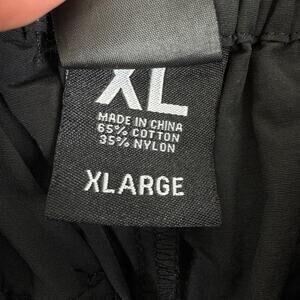 XL
MADE IN CHINA
65% COTTON
35% NYLON
XLARGE